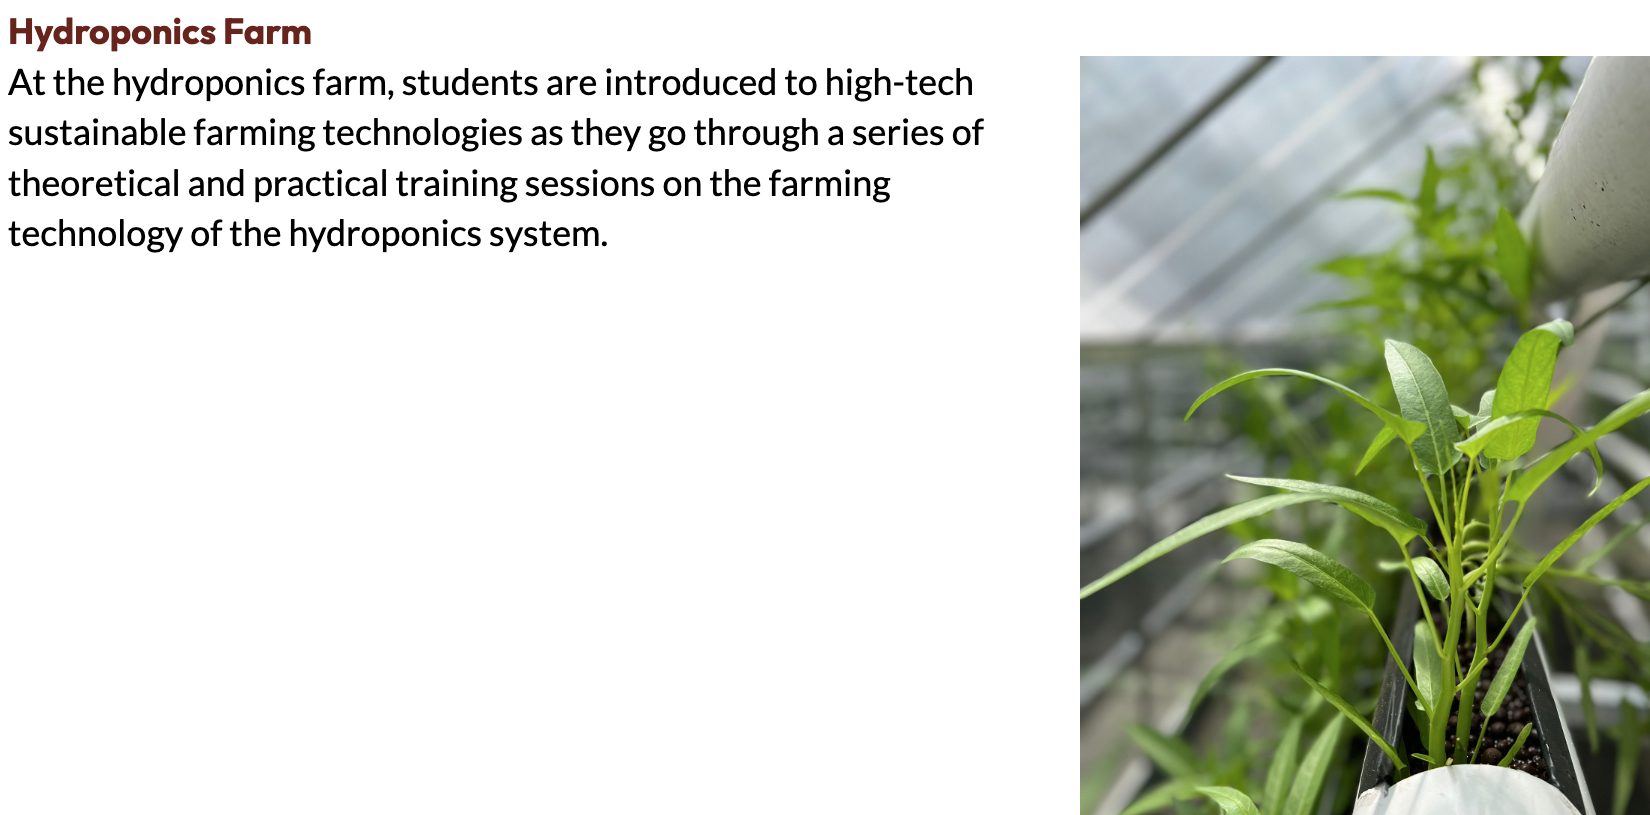 Hydroponics Farm
At the hydroponics farm, students are introduced to high-tech
sustainable farming technologies as they go through a series of
theoretical and practical training sessions on the farming
technology of the hydroponics system.